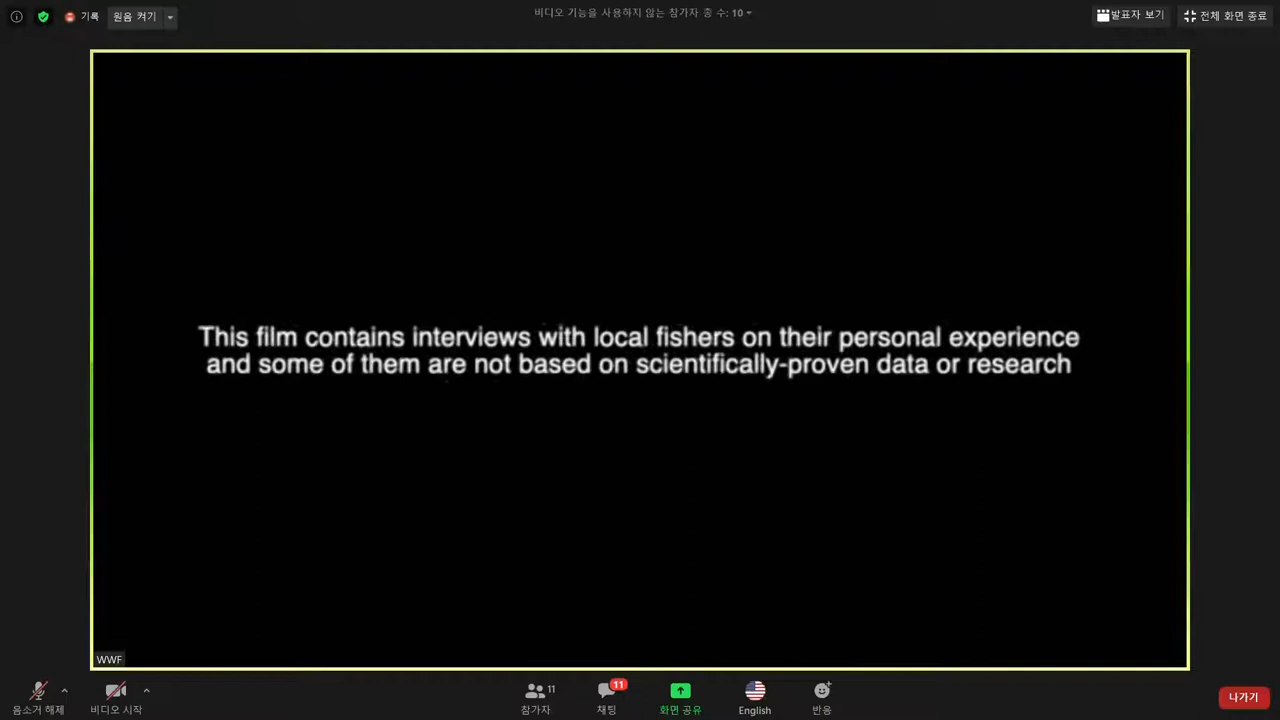 기록
원음 켜기
비디오 기능을 사용하지 않는 참가자 총 수: 10
발표자 보기
전체 화면 종료
This film contains interviews with local fishers on their personal experience
and some of them are not based on scientifically-proven data or research
WWF
11
11
음소거 해제
비디오 시작
참가자
채팅
화면 공유
English
반응
나가기